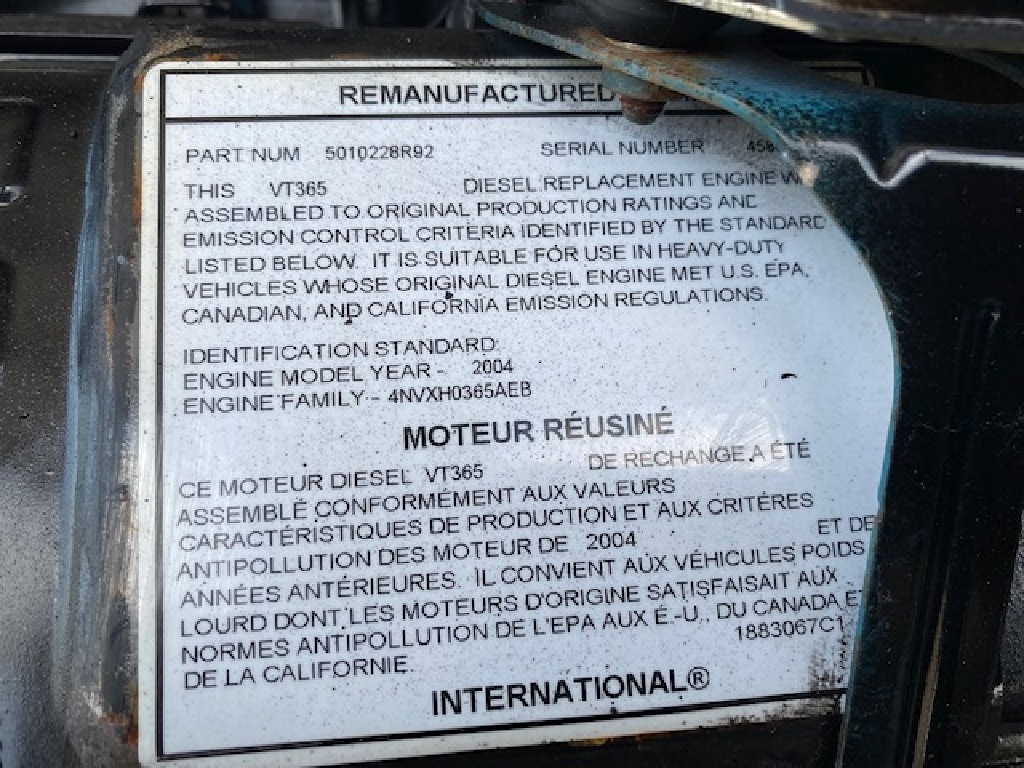 REMANUFACTURED
PART NUM 5010228R92 SERIAL NUMBER 458
THIS VT365 DIESEL REPLACEMENT ENGINE W
ASSEMBLED TO ORIGINAL PRODUCTION RATINGS AND
EMISSION CONTROL CRITERIA IDENTIFIED BY THE STANDARD
LISTED BELOW. IT IS SUITABLE FOR USE IN HEAVY-DUTY
VEHICLES WHOSE ORIGINAL DIESEL ENGINE MET U.S. EPA,
CANADIAN, AND CALIFORNIA EMISSION REGULATIONS.
IDENTIFICATION STANDARD:
ENGINE MODEL YEAR - 2004
ENGINE FAMILY - 4NVXH0365AEB
MOTEUR RÉUSINÉ
CE MOTEUR DIESEL VT365 DE RECHANGE A ÉTÉ
ASSEMBLÉ CONFORMÉMENT AUX VALEURS
CARACTÉRISTIQUES DE PRODUCTION ET AUX CRITÉRES
ANTIPOLLUTION DES MOTEUR DE 2004 ET DE
ANNÉES ANTÉRIEURES. IL CONVIENT AUX VÉHICULES POIDS
LOURD DONT LES MOTEURS D'ORIGINE SATISFAISAIT AUX
NORMES ANTIPOLLUTION DE L'EPA AUX É.-U., DU CANADA E
DE LA CALIFORNIE. 1883067C1
INTERNATIONAL®